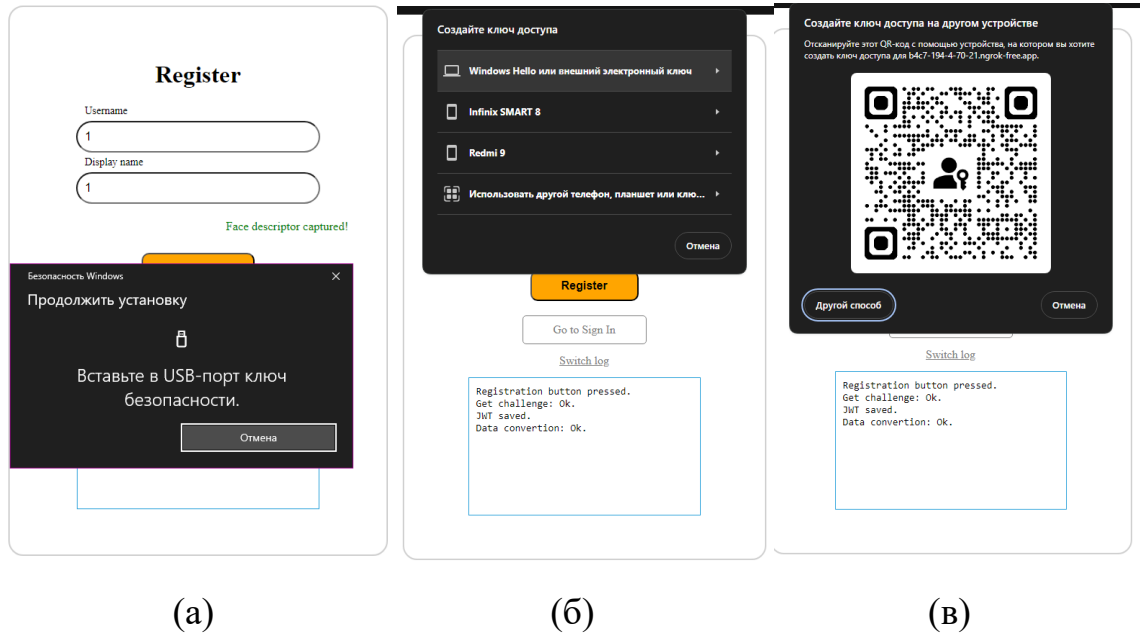 Register
Username
1
Display name
1
Face descriptor captured!
Безопасность Windows
Продолжить установку
Вставьте в USB-порт ключ
безопасности.
Отмена
(а)
Создайте ключ доступа
Windows Hello или внешний электронный ключ
Infinix SMART 8
Redmi 9
Использовать другой телефон, планшет или клю...
Отмена
Register
Go to Sign In
Switch log
Registration button pressed.
Get challenge: Ok.
JWT saved.
Data convertion: Ok.
(б)
Создайте ключ доступа на другом устройстве
Отсканируйте этот QR-код с помощью устройства, на котором вы хотите
создать ключ доступа для b4c7-194-4-70-21.ngrok-free.app.
Другой способ
Отмена
Switch log
Registration button pressed.
Get challenge: Ok.
JWT saved.
Data convertion: Ok.
(в)